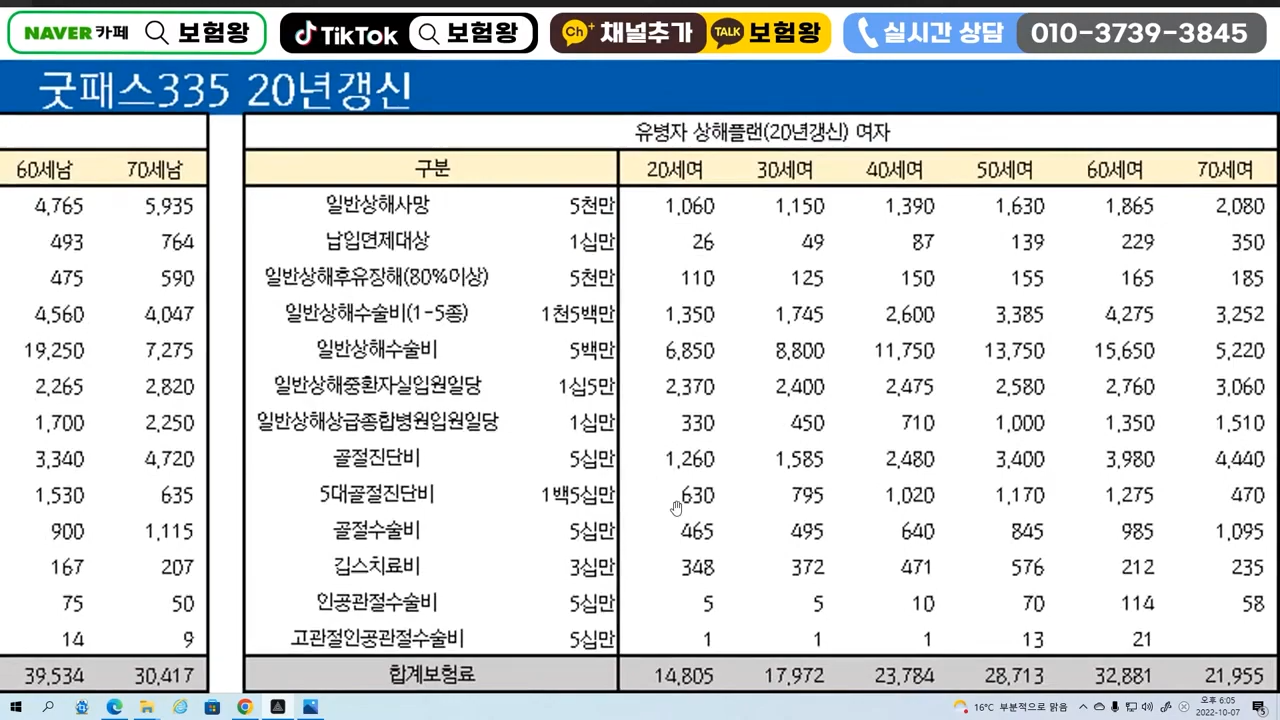 NAVER 카페 보험왕 TikTok 보험왕 Ch+ 채널추가 TALK 보험왕 실시간 상담 010-3739-3845
굿패스335 20년갱신
유병자 상해플랜(20년갱신) 여자
60세남 70세남 구분 20세여 30세여 40세여 50세여 60세여 70세여
4,765 5,935 일반상해사망 5천만 1,060 1,150 1,390 1,630 1,865 2,080
493 764 납입면제대상 1십만 26 49 87 139 229 350
475 590 일반상해후유장해(80%이상) 5천만 110 125 150 155 165 185
4,560 4,047 일반상해수술비(1-5종) 1천5백만 1,350 1,745 2,600 3,385 4,275 3,252
19,250 7,275 일반상해수술비 5백만 6,850 8,800 11,750 13,750 15,650 5,220
2,265 2,820 일반상해중환자실입원일당 1십5만 2,370 2,400 2,475 2,580 2,760 3,060
1,700 2,250 일반상해상급종합병원입원일당 1십만 330 450 710 1,000 1,350 1,510
3,340 4,720 골절진단비 5십만 1,260 1,585 2,480 3,400 3,980 4,440
1,530 635 5대골절진단비 1백5십만 630 795 1,020 1,170 1,275 470
900 1,115 골절수술비 5십만 465 495 640 845 985 1,095
167 207 깁스치료비 3십만 348 372 471 576 212 235
75 50 인공관절수술비 5십만 5 5 10 70 114 58
14 9 고관절인공관절수술비 5십만 1 1 1 13 21
39,534 30,417 합계보험료 14,805 17,972 23,784 28,713 32,881 21,955
16°C 부분적으로 맑음 오후 6:05
2022-10-07 5